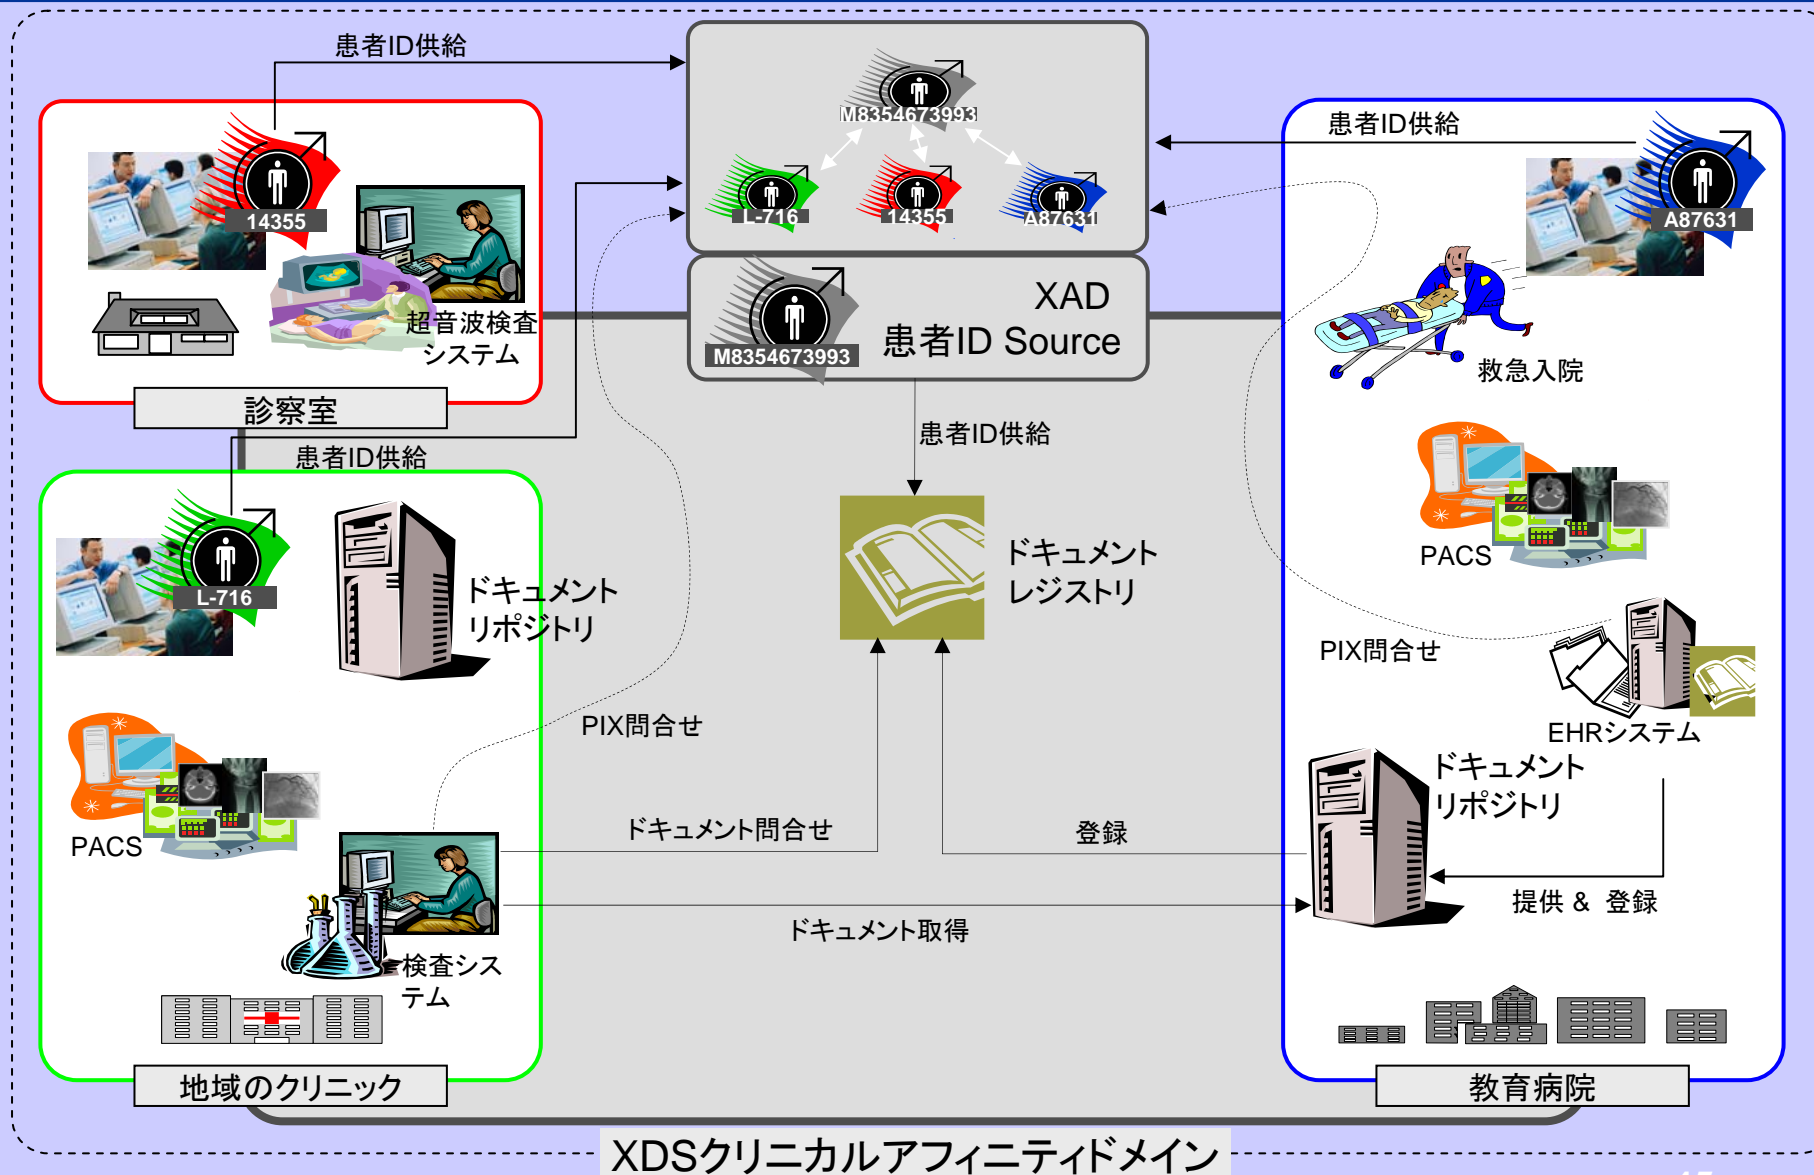 患者ID供給
M8354673993
L-716
14355
A87631
患者ID供給
A87631
14355
超音波検査
システム
診察室
XAD
患者ID Source
M8354673993
救急入院
患者ID供給
患者ID供給
L-716
ドキュメント
リポジトリ
ドキュメント
レジストリ
PACS
PIX問合せ
EHRシステム
PIX問合せ
PACS
ドキュメント問合せ
登録
ドキュメント
リポジトリ
提供 & 登録
ドキュメント取得
検査シス
テム
地域のクリニック
教育病院
XDSクリニカルアフィニティドメイン